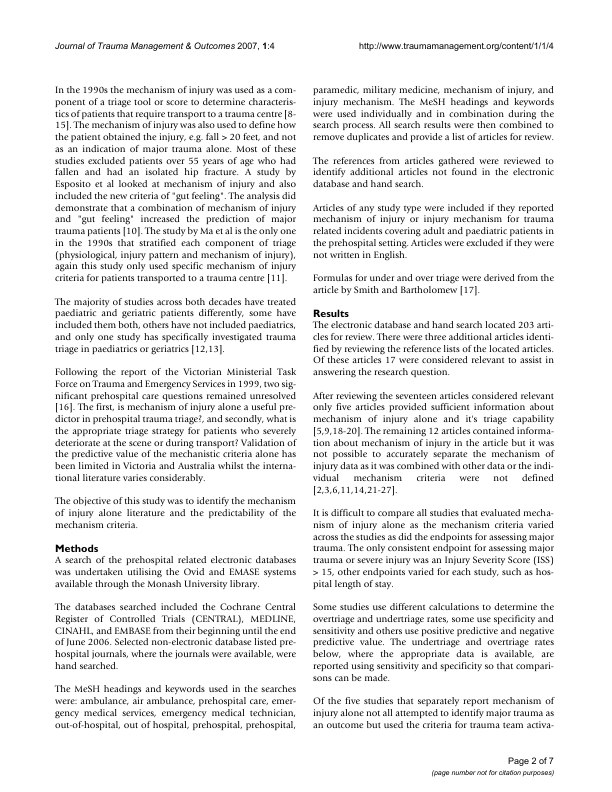 Journal of Trauma Management & Outcomes 2007, 1:4
http://www.traumamanagement.org/content/1/1/4
In the 1990s the mechanism of injury was used as a com-
ponent of a triage tool or score to determine characteris-
tics of patients that require transport to a trauma centre [8-
15]. The mechanism of injury was also used to define how
the patient obtained the injury, e.g. fall > 20 feet, and not
as an indication of major trauma alone. Most of these
studies excluded patients over 55 years of age who had
fallen and had an isolated hip fracture. A study by
Esposito et al looked at mechanism of injury and also
included the new criteria of "gut feeling". The analysis did
demonstrate that a combination of mechanism of injury
and "gut feeling" increased the prediction of major
trauma patients [10]. The study by Ma et al is the only one
in the 1990s that stratified each component of triage
(physiological, injury pattern and mechanism of injury),
again this study only used specific mechanism of injury
criteria for patients transported to a trauma centre [11].
The majority of studies across both decades have treated
paediatric and geriatric patients differently, some have
included them both, others have not included paediatrics,
and only one study has specifically investigated trauma
triage in paediatrics or geriatrics [12,13].
Following the report of the Victorian Ministerial Task
Force on Trauma and Emergency Services in 1999, two sig-
nificant prehospital care questions remained unresolved
[16]. The first, is mechanism of injury alone a useful pre-
dictor in prehospital trauma triage?, and secondly, what is
the appropriate triage strategy for patients who severely
deteriorate at the scene or during transport? Validation of
the predictive value of the mechanistic criteria alone has
been limited in Victoria and Australia whilst the interna-
tional literature varies considerably.
The objective of this study was to identify the mechanism
of injury alone literature and the predictability of the
mechanism criteria.
Methods
A search of the prehospital related electronic databases
was undertaken utilising the Ovid and EMASE systems
available through the Monash University library.
The databases searched included the Cochrane Central
Register of Controlled Trials (CENTRAL), MEDLINE,
CINAHL, and EMBASE from their beginning until the end
of June 2006. Selected non-electronic database listed pre-
hospital journals, where the journals were available, were
hand searched.
The MeSH headings and keywords used in the searches
were: ambulance, air ambulance, prehospital care, emer-
gency medical services, emergency medical technician,
out-of-hospital, out of hospital, prehospital, prehospital,
paramedic, military medicine, mechanism of injury, and
injury mechanism. The MeSH headings and keywords
were used individually and in combination during the
search process. All search results were then combined to
remove duplicates and provide a list of articles for review.
The references from articles gathered were reviewed to
identify additional articles not found in the electronic
database and hand search.
Articles of any study type were included if they reported
mechanism of injury or injury mechanism for trauma
related incidents covering adult and paediatric patients in
the prehospital setting. Articles were excluded if they were
not written in English.
Formulas for under and over triage were derived from the
article by Smith and Bartholomew [17].
Results
The electronic database and hand search located 203 arti-
cles for review. There were three additional articles identi-
fied by reviewing the reference lists of the located articles.
Of these articles 17 were considered relevant to assist in
answering the research question.
After reviewing the seventeen articles considered relevant
only five articles provided sufficient information about
mechanism of injury alone and it's triage capability
[5,9,18-20]. The remaining 12 articles contained informa-
tion about mechanism of injury in the article but it was
not possible to accurately separate the mechanism of
injury data as it was combined with other data or the indi-
vidual mechanism criteria were not defined
[2,3,6,11,14,21-27].
It is difficult to compare all studies that evaluated mecha-
nism of injury alone as the mechanism criteria varied
across the studies as did the endpoints for assessing major
trauma. The only consistent endpoint for assessing major
trauma or severe injury was an Injury Severity Score (ISS)
> 15, other endpoints varied for each study, such as hos-
pital length of stay.
Some studies use different calculations to determine the
overtriage and undertriage rates, some use specificity and
sensitivity and others use positive predictive and negative
predictive value. The undertriage and overtriage rates
below, where the appropriate data is available, are
reported using sensitivity and specificity so that compari-
sons can be made.
Of the five studies that separately report mechanism of
injury alone not all attempted to identify major trauma as
an outcome but used the criteria for trauma team activa-
Page 2 of 7
(page number not for citation purposes)